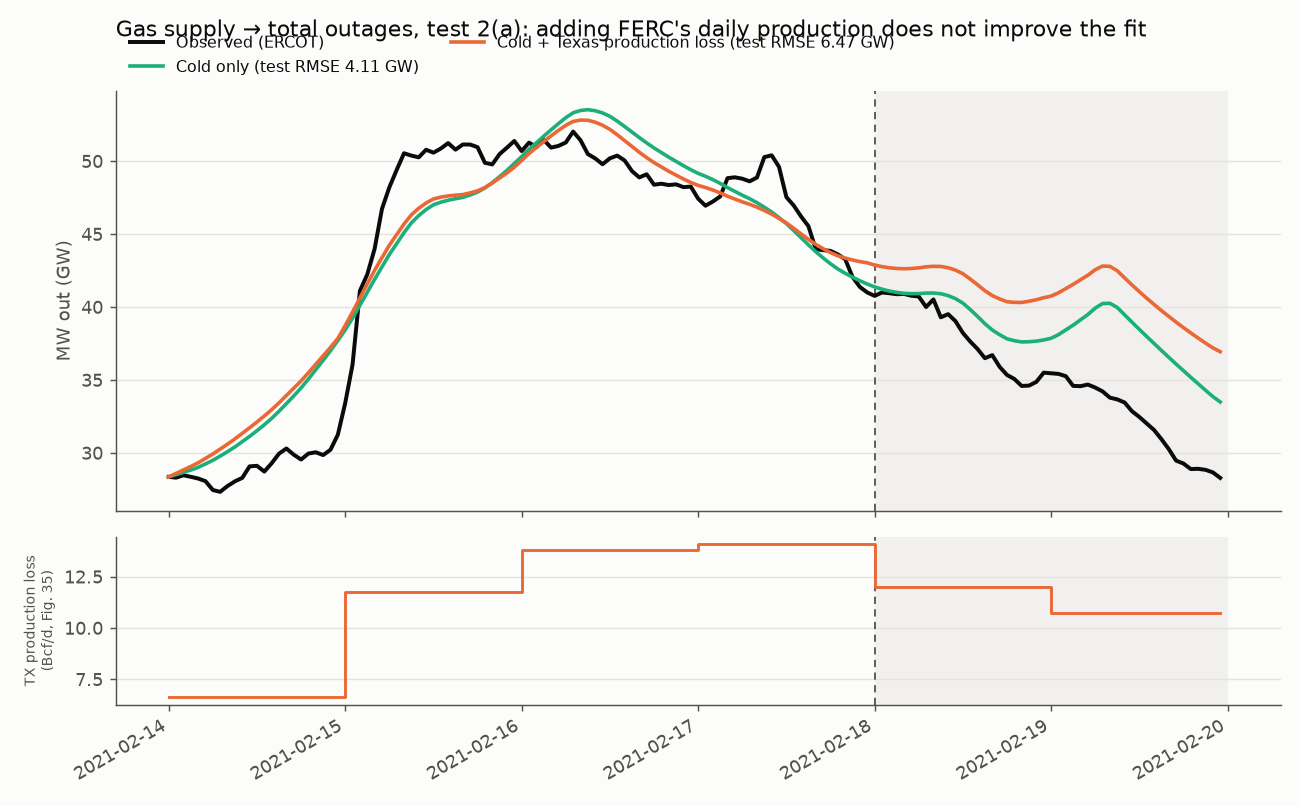 Gas supply → total outages, test 2(a): adding FERC's daily production does not improve the fit
Observed (ERCOT)
Cold + Texas production loss (test RMSE 6.47 GW)
Cold only (test RMSE 4.11 GW)
MW out (GW)
50
45
40
35
30
TX production loss
(Bcf/d, Fig. 35)
12.5
10.0
7.5
2021-02-14
2021-02-15
2021-02-16
2021-02-17
2021-02-18
2021-02-19
2021-02-20